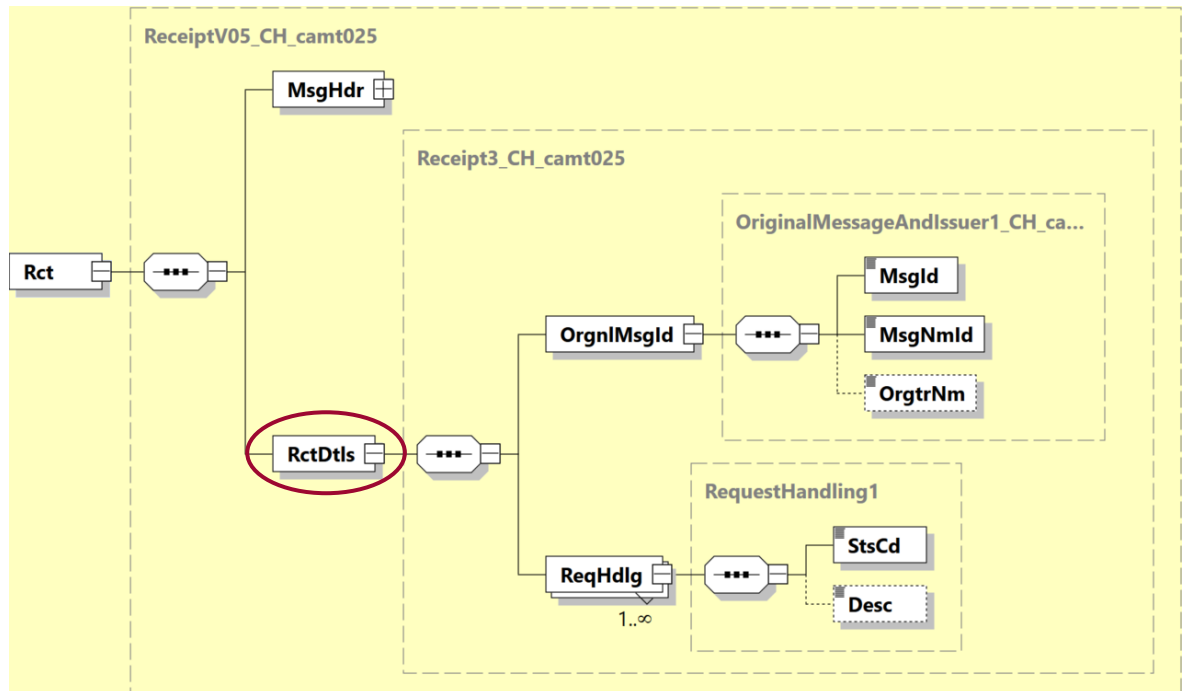 ReceiptV05_CH_camt025
MsgHdr
Receipt3_CH_camt025
OriginalMessageAndIssuer1_CH_ca...
Rct
MsgId
OrgnlMsgId
MsgNmId
OrgtrNm
RctDtls
RequestHandling1
StsCd
ReqHdlg
Desc
1..∞